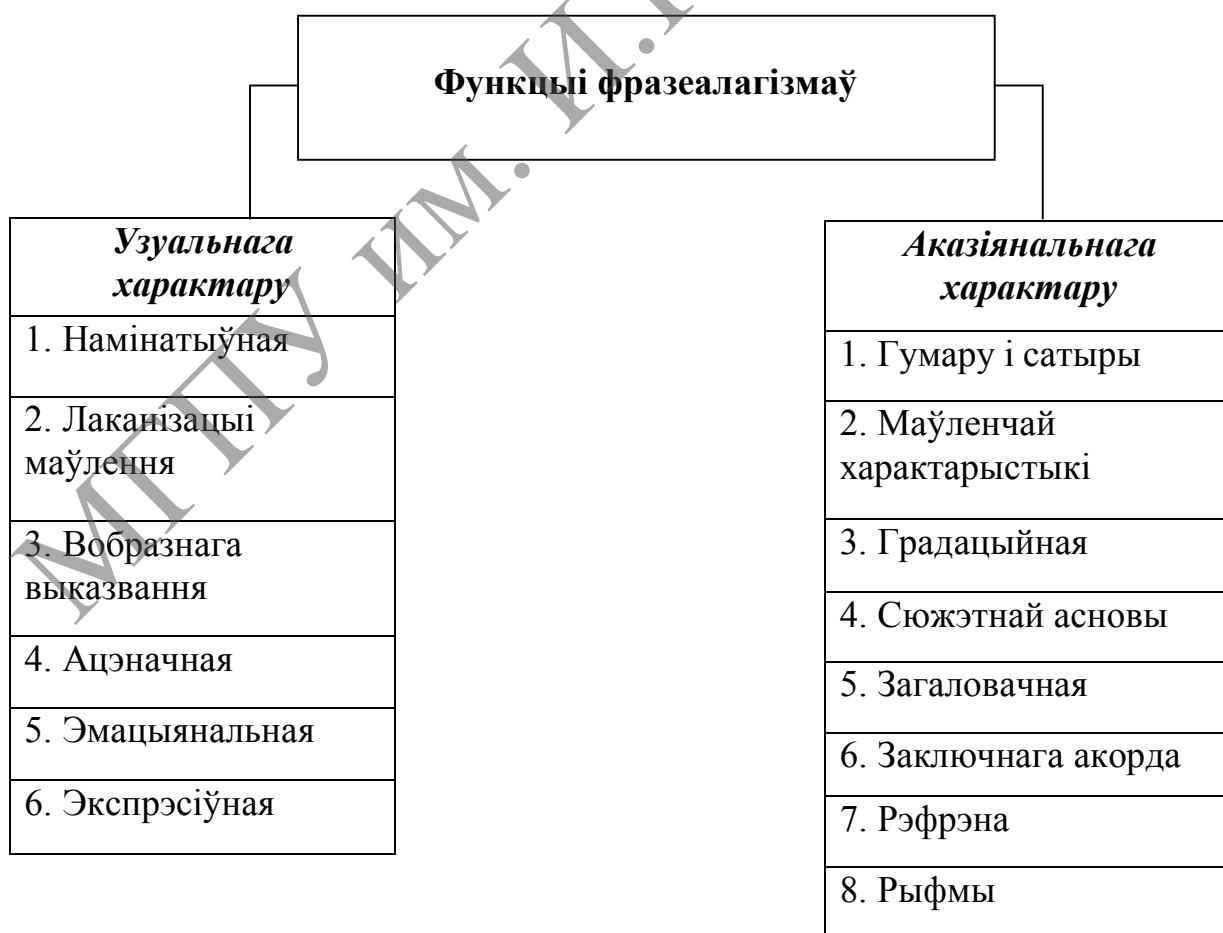 Функцыі фразеалагізмаў
Узуальнага
характару
1. Намінатыўная
2. Лаканізацыі
маўлення
3. Вобразнага
выказвання
4. Ацэначная
5. Эмацыянальная
6. Экспрэсіўная
Аказіянальнага
характару
1. Гумару і сатыры
2. Маўленчай
характарыстыкі
3. Градацыйная
4. Сюжэтнай асновы
5. Загаловачная
6. Заключнага акорда
7. Рэфрэна
8. Рыфмы
МГПУ им. И.